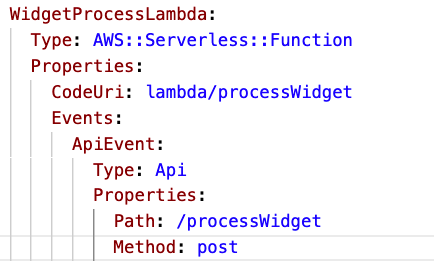 WidgetProcessLambda:
  Type: AWS::Serverless::Function
  Properties:
    CodeUri: lambda/processWidget
    Events:
      ApiEvent:
        Type: Api
        Properties:
          Path: /processWidget
          Method: post